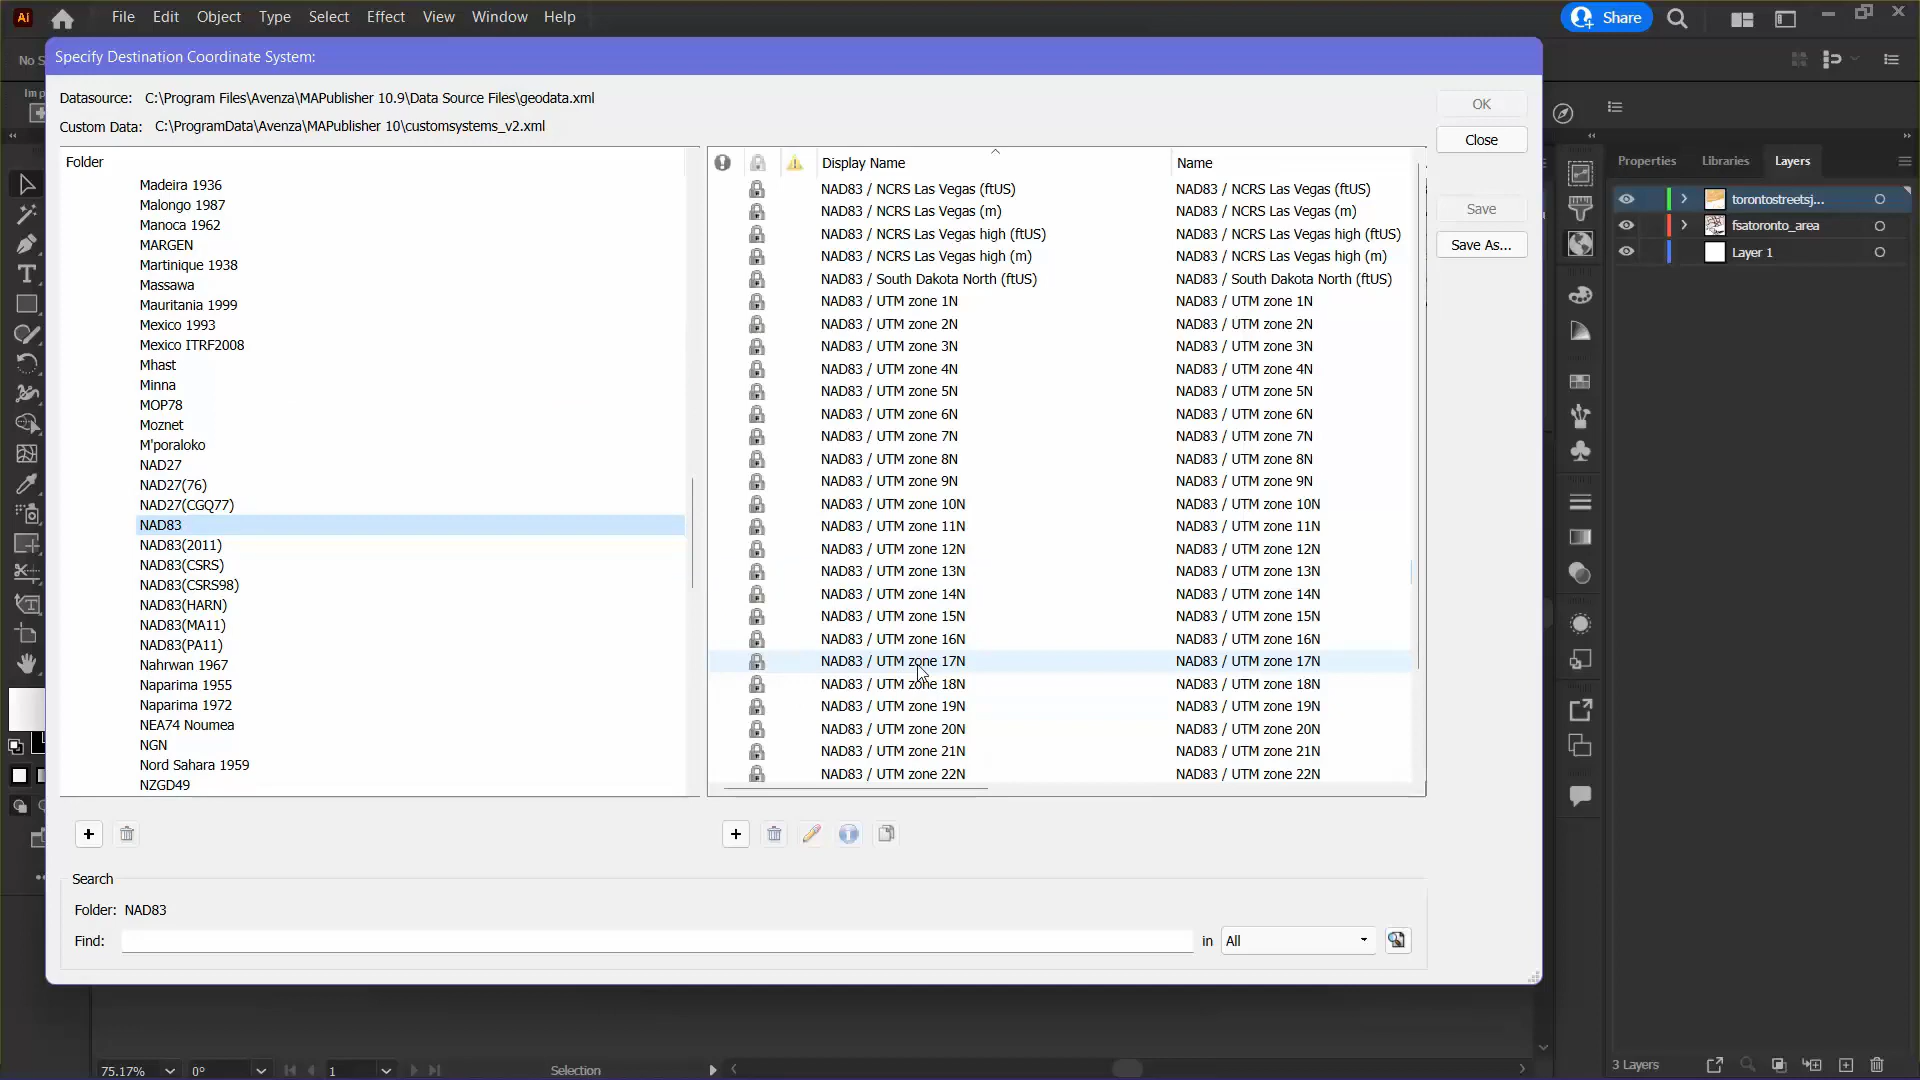 Ai File Edit Object Type Select Effect View Window Help Share
Specify Destination Coordinate System:
Datasource: C:\Program Files\Avenza\MAPublisher 10.9\Data Source Files\geodata.xml
Custom Data: C:\ProgramData\Avenza\MAPublisher 10\customsystems_v2.xml
OK
Close
Save
Save As...
Folder
Madeira 1936
Malongo 1987
Manoca 1962
MARGEN
Martinique 1938
Massawa
Mauritania 1999
Mexico 1993
Mexico ITRF2008
Mhast
Minna
MOP78
Moznet
M'poraloko
NAD27
NAD27(76)
NAD27(CGQ77)
NAD83
NAD83(2011)
NAD83(CSRS)
NAD83(CSRS98)
NAD83(HARN)
NAD83(MA11)
NAD83(PA11)
Nahrwan 1967
Naparima 1955
Naparima 1972
NEA74 Noumea
NGN
Nord Sahara 1959
NZGD49
Display Name Name
NAD83 / NCRS Las Vegas (ftUS) NAD83 / NCRS Las Vegas (ftUS)
NAD83 / NCRS Las Vegas (m) NAD83 / NCRS Las Vegas (m)
NAD83 / NCRS Las Vegas high (ftUS) NAD83 / NCRS Las Vegas high (ftUS)
NAD83 / NCRS Las Vegas high (m) NAD83 / NCRS Las Vegas high (m)
NAD83 / South Dakota North (ftUS) NAD83 / South Dakota North (ftUS)
NAD83 / UTM zone 1N NAD83 / UTM zone 1N
NAD83 / UTM zone 2N NAD83 / UTM zone 2N
NAD83 / UTM zone 3N NAD83 / UTM zone 3N
NAD83 / UTM zone 4N NAD83 / UTM zone 4N
NAD83 / UTM zone 5N NAD83 / UTM zone 5N
NAD83 / UTM zone 6N NAD83 / UTM zone 6N
NAD83 / UTM zone 7N NAD83 / UTM zone 7N
NAD83 / UTM zone 8N NAD83 / UTM zone 8N
NAD83 / UTM zone 9N NAD83 / UTM zone 9N
NAD83 / UTM zone 10N NAD83 / UTM zone 10N
NAD83 / UTM zone 11N NAD83 / UTM zone 11N
NAD83 / UTM zone 12N NAD83 / UTM zone 12N
NAD83 / UTM zone 13N NAD83 / UTM zone 13N
NAD83 / UTM zone 14N NAD83 / UTM zone 14N
NAD83 / UTM zone 15N NAD83 / UTM zone 15N
NAD83 / UTM zone 16N NAD83 / UTM zone 16N
NAD83 / UTM zone 17N NAD83 / UTM zone 17N
NAD83 / UTM zone 18N NAD83 / UTM zone 18N
NAD83 / UTM zone 19N NAD83 / UTM zone 19N
NAD83 / UTM zone 20N NAD83 / UTM zone 20N
NAD83 / UTM zone 21N NAD83 / UTM zone 21N
NAD83 / UTM zone 22N NAD83 / UTM zone 22N
Search
Folder: NAD83
Find: in All
Properties Libraries Layers
torontostreetsj...
fsatoronto_area
Layer 1
75.17% 0° 1 Selection 3 Layers